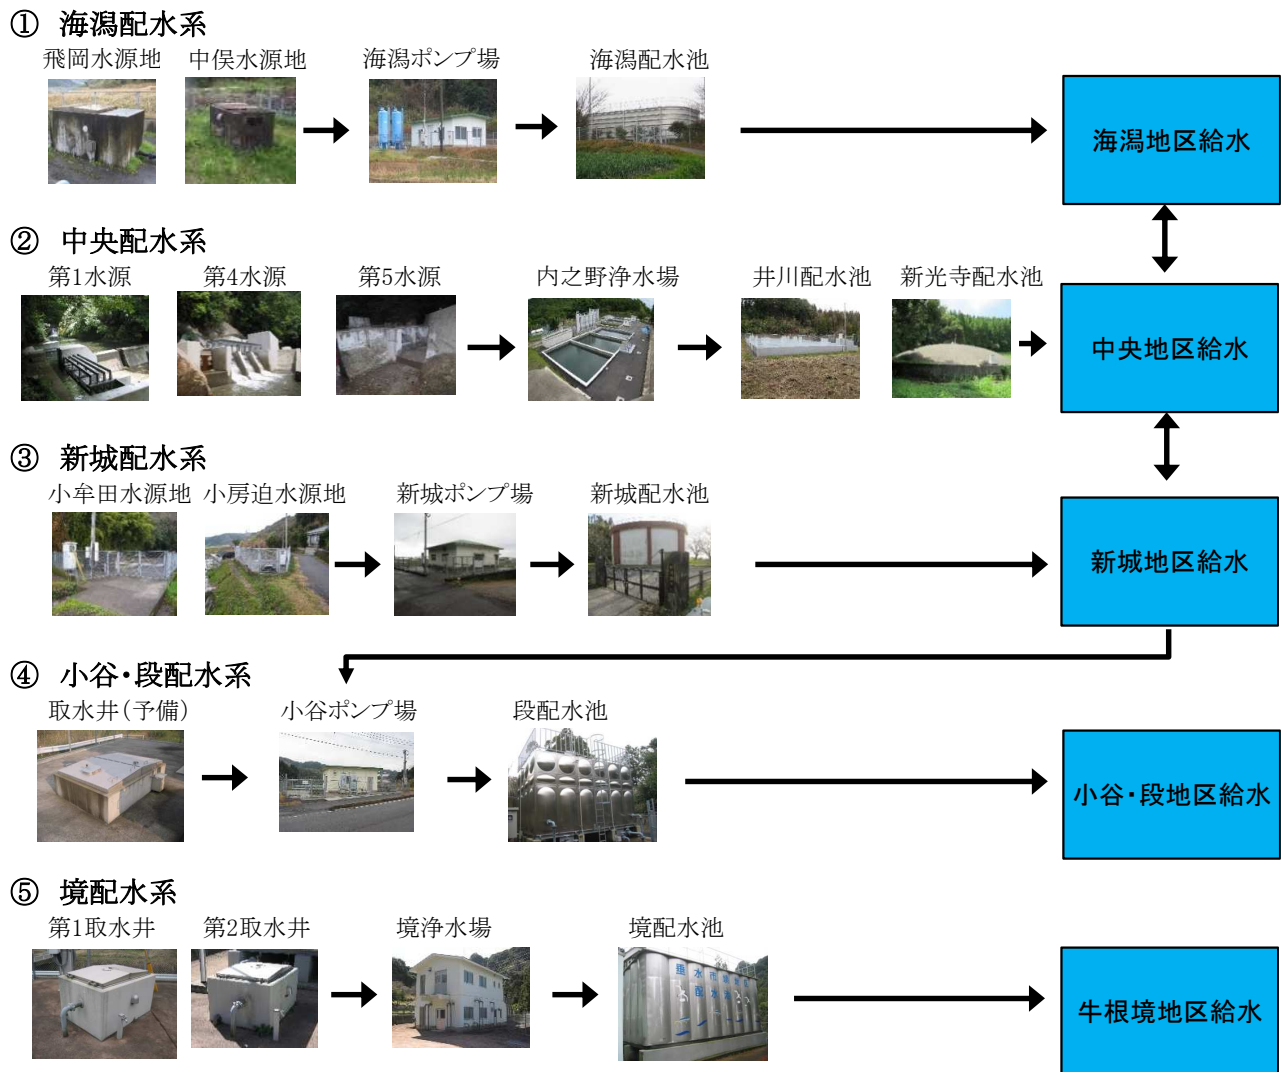 ① 海潟配水系
飛岡水源地 中俣水源地 海潟ポンプ場 海潟配水池
海潟地区給水
② 中央配水系
第1水源 第4水源 第5水源 内之野浄水場 井川配水池 新光寺配水池
中央地区給水
③ 新城配水系
小牟田水源地 小房迫水源地 新城ポンプ場 新城配水池
新城地区給水
④ 小谷・段配水系
取水井(予備) 小谷ポンプ場 段配水池
小谷・段地区給水
⑤ 境配水系
第1取水井 第2取水井 境浄水場 境配水池
牛根境地区給水